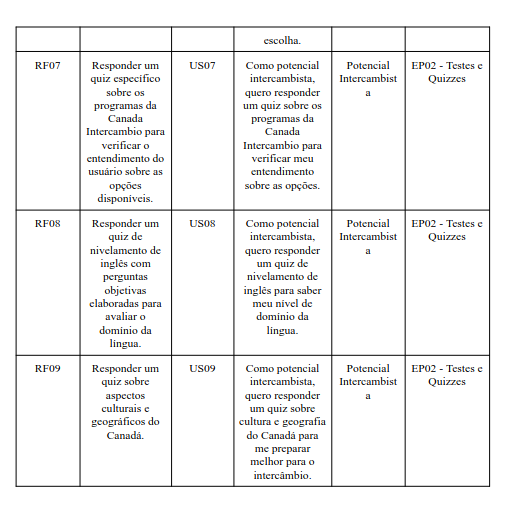 escolha.
RF07
Responder um
quiz específico
sobre os
programas da
Canada
Intercambio para
verificar o
entendimento do
usuário sobre as
opções
disponíveis.
US07
Como potencial
intercambista,
quero responder
um quiz sobre os
programas da
Canada
Intercambio para
verificar meu
entendimento
sobre as opções.
Potencial
Intercambist
a
EP02 - Testes e
Quizzes
RF08
Responder um
quiz de
nivelamento de
inglês com
perguntas
objetivas
elaboradas para
avaliar o
domínio da
língua.
US08
Como potencial
intercambista,
quero responder
um quiz de
nivelamento de
inglês para saber
meu nível de
domínio da
língua.
Potencial
Intercambist
a
EP02 - Testes e
Quizzes
RF09
Responder um
quiz sobre
aspectos
culturais e
geográficos do
Canadá.
US09
Como potencial
intercambista,
quero responder
um quiz sobre
cultura e geografia
do Canadá para
me preparar
melhor para o
intercâmbio.
Potencial
Intercambist
a
EP02 - Testes e
Quizzes